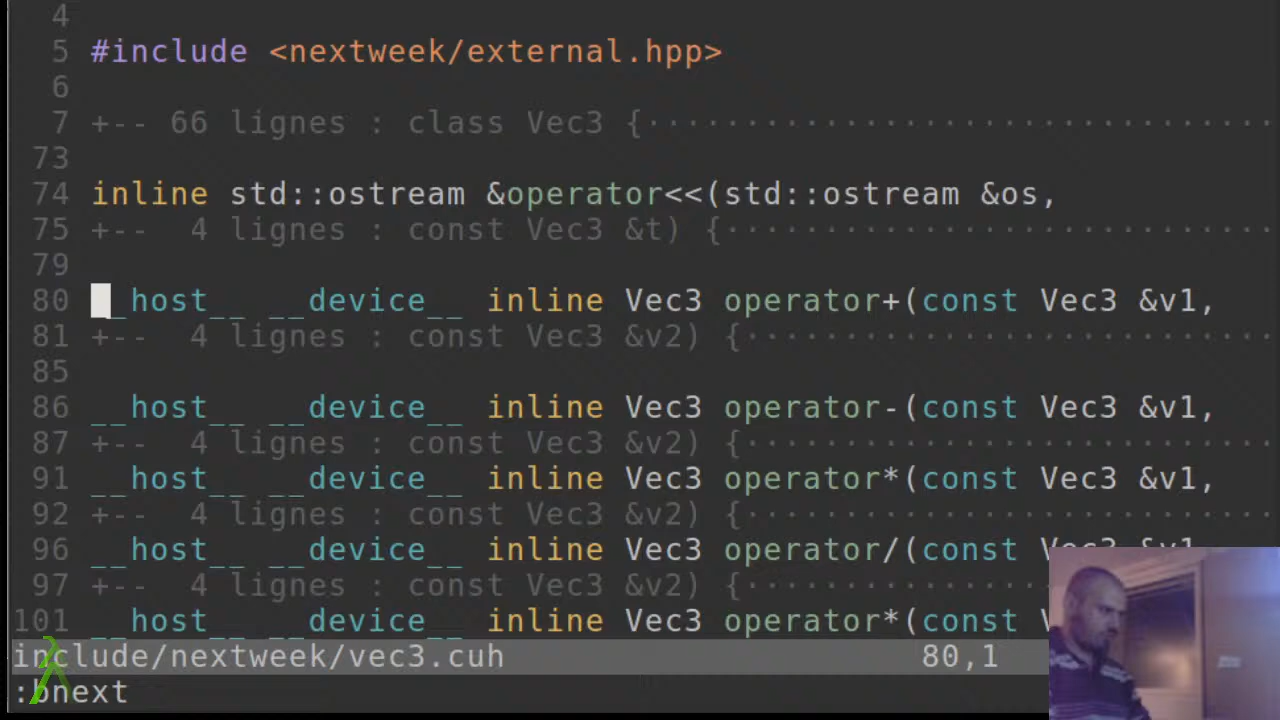 4
5 #include <nextweek/external.hpp>
6
7 +-- 66 lignes : class Vec3 {
73
74 inline std::ostream &operator<<(std::ostream &os,
75 +-- 4 lignes : const Vec3 &t) {
79
80 __host__ __device__ inline Vec3 operator+(const Vec3 &v1,
81 +-- 4 lignes : const Vec3 &v2) {
85
86 __host__ __device__ inline Vec3 operator-(const Vec3 &v1,
87 +-- 4 lignes : const Vec3 &v2) {
91 __host__ __device__ inline Vec3 operator*(const Vec3 &v1,
92 +-- 4 lignes : const Vec3 &v2) {
96 __host__ __device__ inline Vec3 operator/(const Vec3 &v1,
97 +-- 4 lignes : const Vec3 &v2) {
101 __host__ __device__ inline Vec3 operator*(const
include/nextweek/vec3.cuh 80,1
:bnext